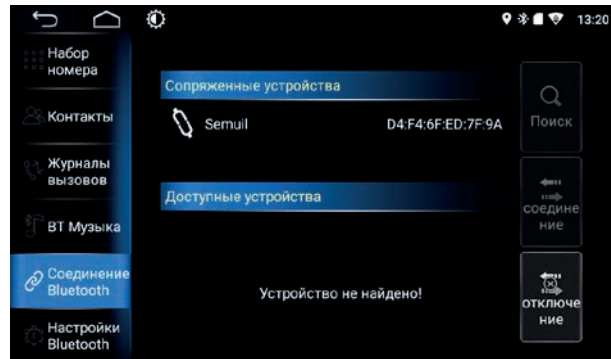 13:20
Набор
номера
Контакты
Журналы
вызовов
BT Музыка
Соединение
Bluetooth
Настройки
Bluetooth
Сопряженные устройства
Semuil D4:F4:6F:ED:7F:9A
Доступные устройства
Устройство не найдено!
Поиск
соедине
ние
отключе
ние